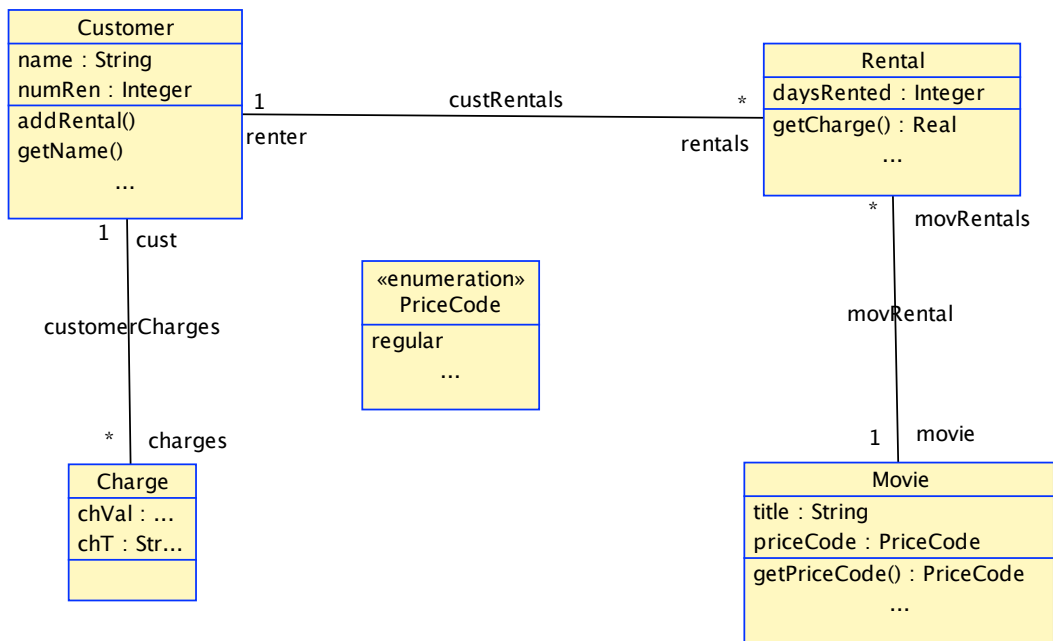 Customer
name : String
numRen : Integer
addRental()
getName()
...
1
renter
custRentals
*
rentals
Rental
daysRented : Integer
getCharge() : Real
...
1
cust
customerCharges
*
charges
«enumeration»
PriceCode
regular
...
*
movRentals
movRental
1
movie
Charge
chVal : ...
chT : Str...
Movie
title : String
priceCode : PriceCode
getPriceCode() : PriceCode
...